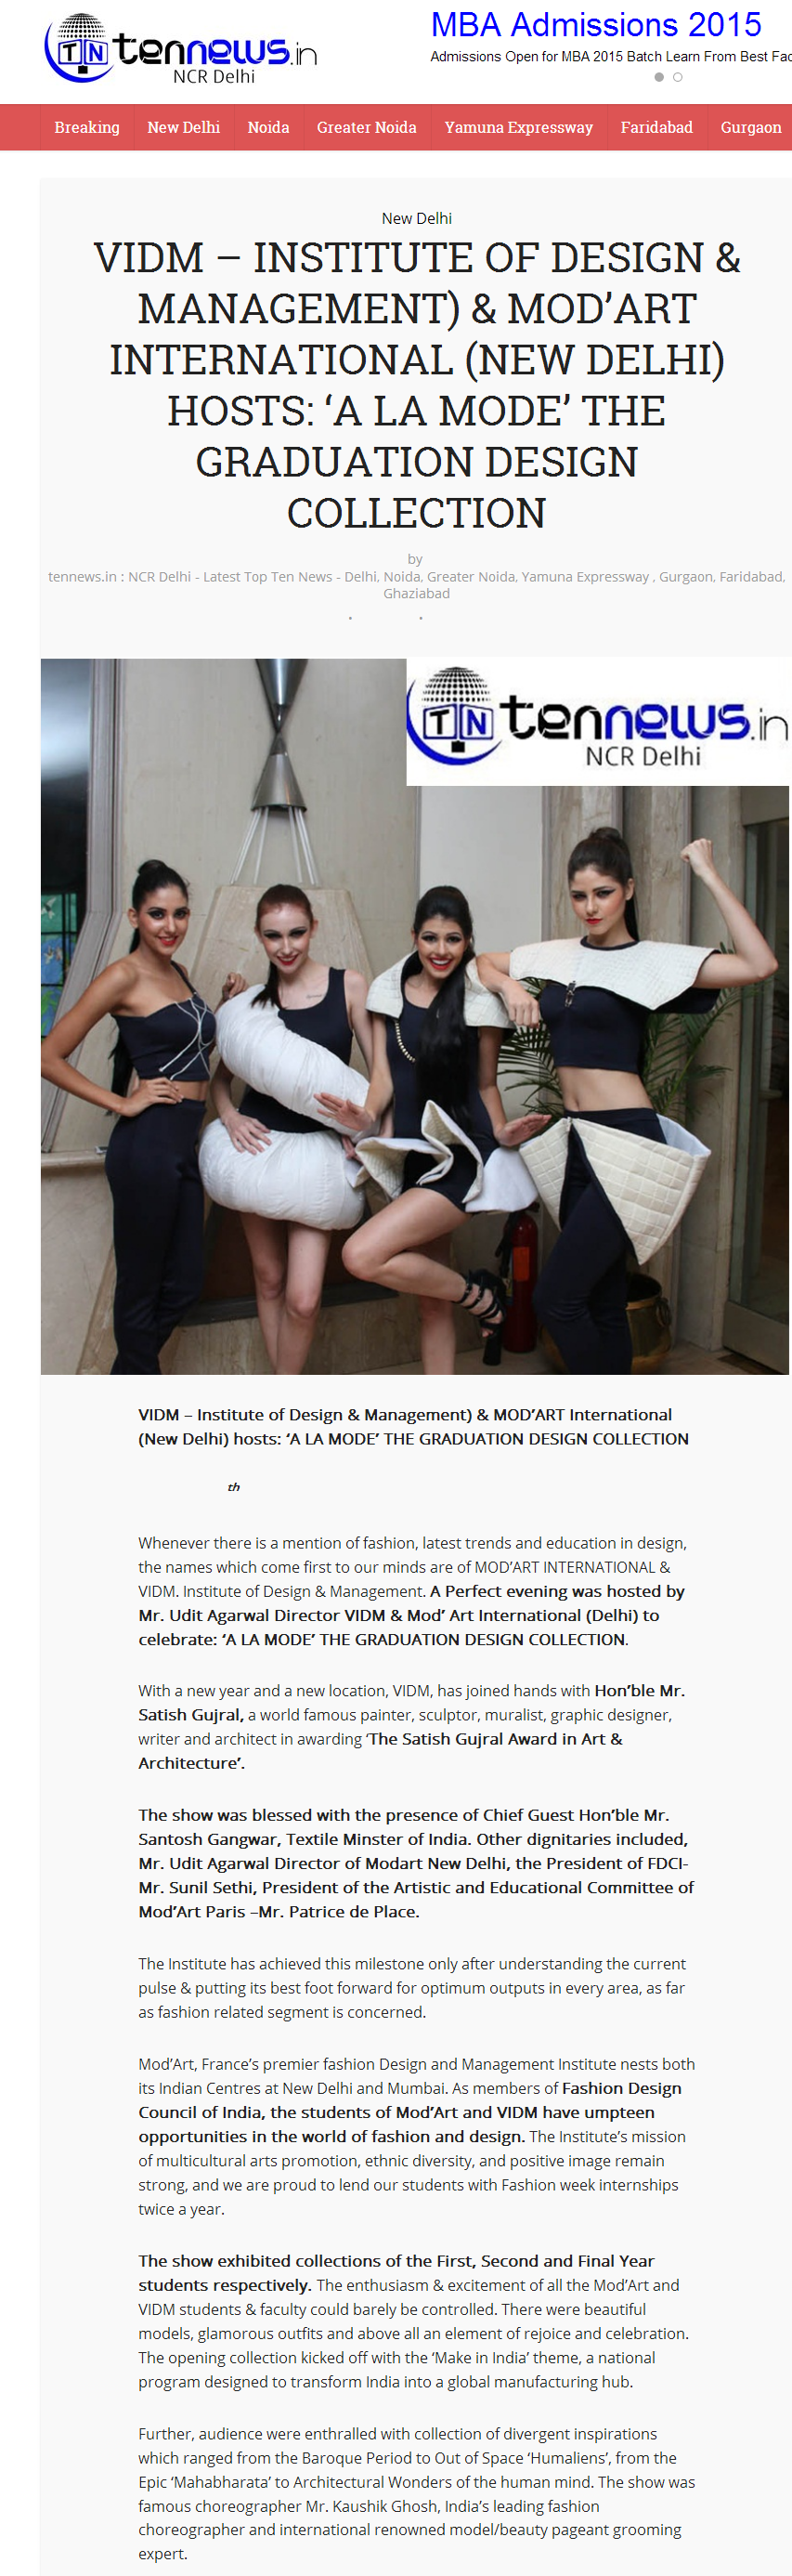 TN tennews.in
NCR Delhi
MBA Admissions 2015
Admissions Open for MBA 2015 Batch Learn From Best Fac
Breaking New Delhi Noida Greater Noida Yamuna Expressway Faridabad Gurgaon
New Delhi
VIDM – INSTITUTE OF DESIGN &
MANAGEMENT) & MOD’ART
INTERNATIONAL (NEW DELHI)
HOSTS: ‘A LA MODE’ THE
GRADUATION DESIGN
COLLECTION
by
tennews.in : NCR Delhi - Latest Top Ten News - Delhi, Noida, Greater Noida, Yamuna Expressway , Gurgaon, Faridabad,
Ghaziabad
TN tennews.in
NCR Delhi
VIDM – Institute of Design & Management) & MOD’ART International
(New Delhi) hosts: ‘A LA MODE’ THE GRADUATION DESIGN COLLECTION
th
Whenever there is a mention of fashion, latest trends and education in design,
the names which come first to our minds are of MOD’ART INTERNATIONAL &
VIDM. Institute of Design & Management. A Perfect evening was hosted by
Mr. Udit Agarwal Director VIDM & Mod’ Art International (Delhi) to
celebrate: ‘A LA MODE’ THE GRADUATION DESIGN COLLECTION.
With a new year and a new location, VIDM, has joined hands with Hon’ble Mr.
Satish Gujral, a world famous painter, sculptor, muralist, graphic designer,
writer and architect in awarding ‘The Satish Gujral Award in Art &
Architecture’.
The show was blessed with the presence of Chief Guest Hon’ble Mr.
Santosh Gangwar, Textile Minster of India. Other dignitaries included,
Mr. Udit Agarwal Director of Modart New Delhi, the President of FDCI-
Mr. Sunil Sethi, President of the Artistic and Educational Committee of
Mod’Art Paris –Mr. Patrice de Place.
The Institute has achieved this milestone only after understanding the current
pulse & putting its best foot forward for optimum outputs in every area, as far
as fashion related segment is concerned.
Mod’Art, France’s premier fashion Design and Management Institute nests both
its Indian Centres at New Delhi and Mumbai. As members of Fashion Design
Council of India, the students of Mod’Art and VIDM have umpteen
opportunities in the world of fashion and design. The Institute’s mission
of multicultural arts promotion, ethnic diversity, and positive image remain
strong, and we are proud to lend our students with Fashion week internships
twice a year.
The show exhibited collections of the First, Second and Final Year
students respectively. The enthusiasm & excitement of all the Mod’Art and
VIDM students & faculty could barely be controlled. There were beautiful
models, glamorous outfits and above all an element of rejoice and celebration.
The opening collection kicked off with the ‘Make in India’ theme, a national
program designed to transform India into a global manufacturing hub.
Further, audience were enthralled with collection of divergent inspirations
which ranged from the Baroque Period to Out of Space ‘Humaliens’, from the
Epic ‘Mahabharata’ to Architectural Wonders of the human mind. The show was
famous choreographer Mr. Kaushik Ghosh, India’s leading fashion
choreographer and international renowned model/beauty pageant grooming
expert.